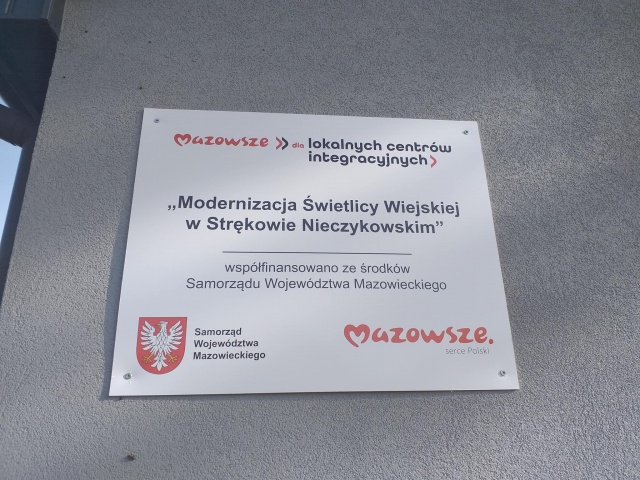 Mazowsze dla lokalnych centrów
integracyjnych
„Modernizacja Świetlicy Wiejskiej
w Strękowie Nieczykowskim”
współfinansowano ze środków
Samorządu Województwa Mazowieckiego
Samorząd
Województwa
Mazowieckiego
Mazowsze.
serce Polski